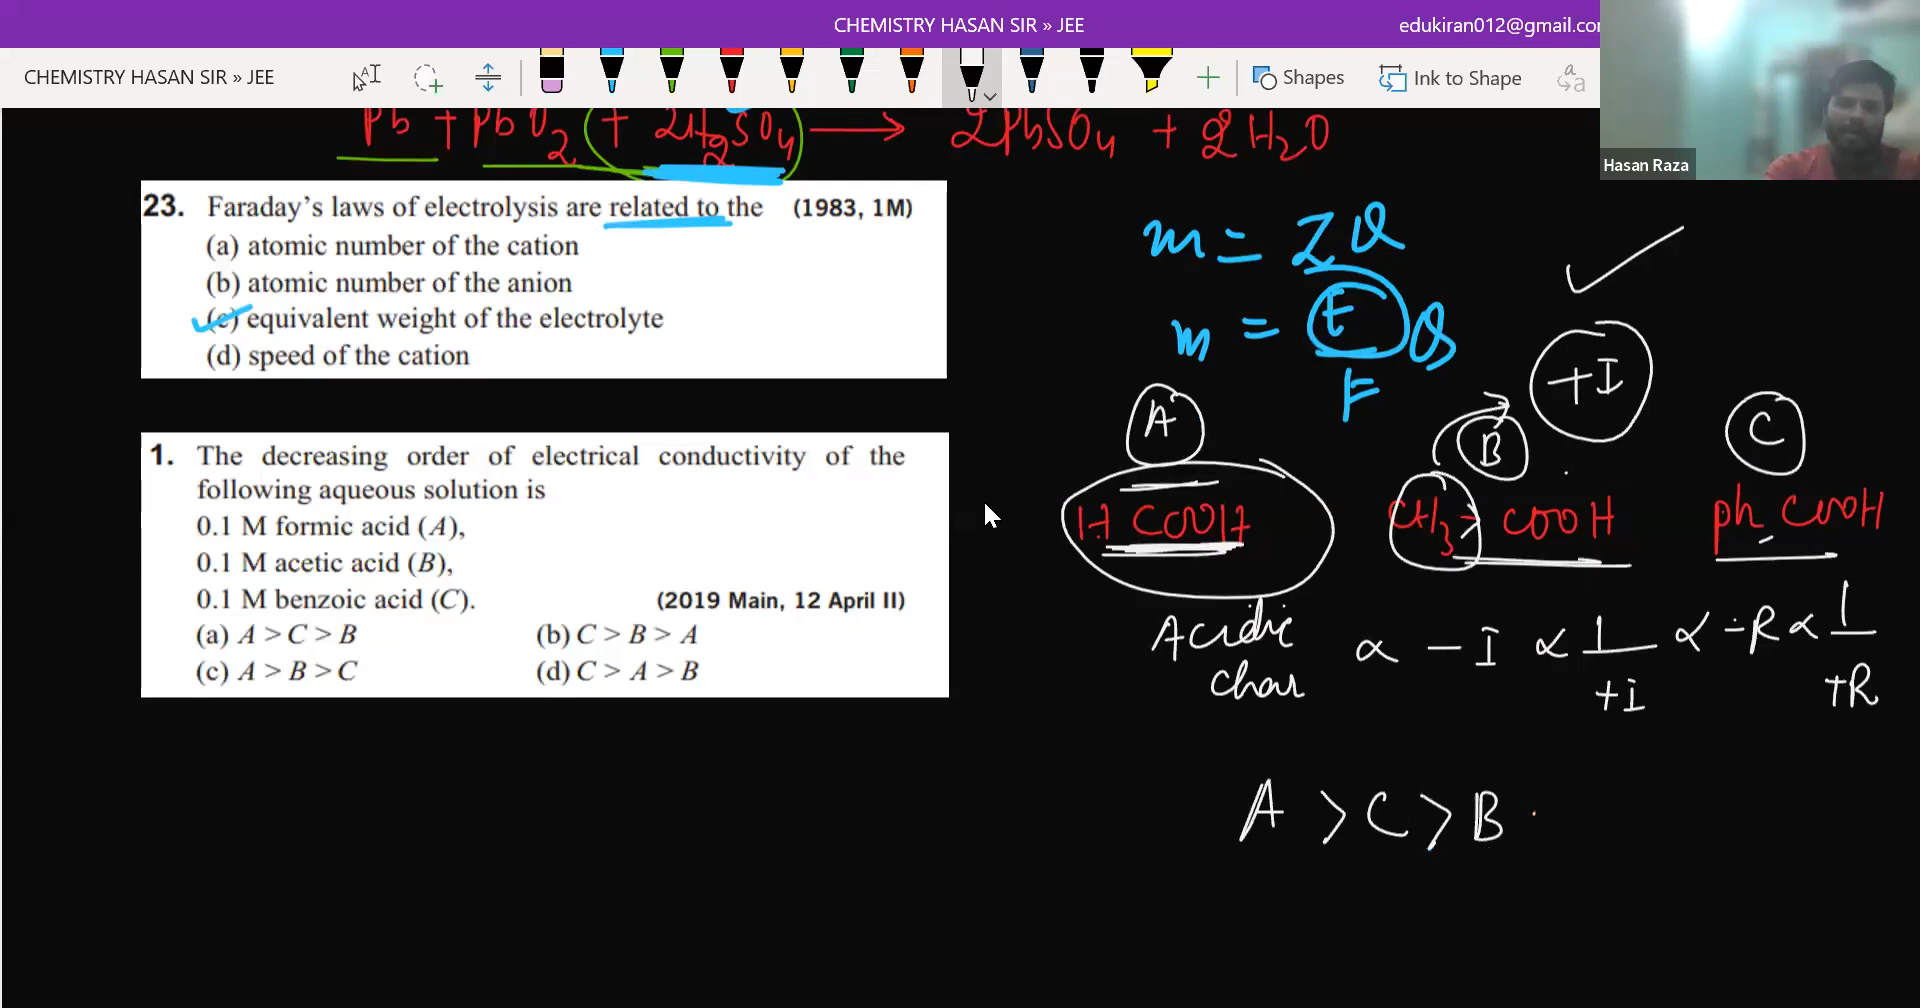 CHEMISTRY HASAN SIR » JEE
edukiran012@gmail.co
CHEMISTRY HASAN SIR » JEE
Shapes
Ink to Shape
Hasan Raza
Pb + PbO2 + 2H2SO4 → 2PbSO4 + 2H2O
23. Faraday's laws of electrolysis are related to the (1983, 1M)
(a) atomic number of the cation
(b) atomic number of the anion
(c) equivalent weight of the electrolyte
(d) speed of the cation
m = ZQ
m = E/F Q
1. The decreasing order of electrical conductivity of the
following aqueous solution is
0.1 M formic acid (A),
0.1 M acetic acid (B),
0.1 M benzoic acid (C). (2019 Main, 12 April II)
(a) A > C > B (b) C > B > A
(c) A > B > C (d) C > A > B
+I
A B C
H COOH CH3 COOH ph COOH
Acidic char ∝ -I ∝ 1/+I ∝ -R ∝ 1/+R
A > C > B